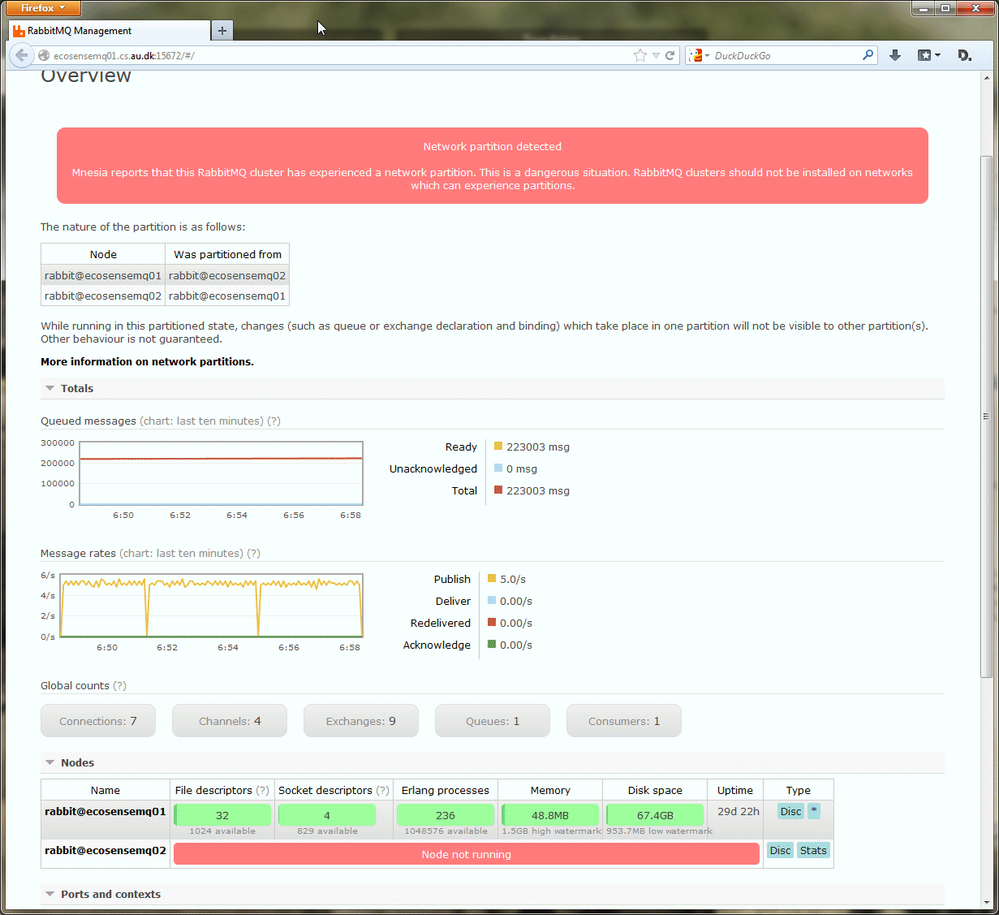 Firefox
RabbitMQ Management
ecosensemq01.cs.au.dk:15672/#/
DuckDuckGo
D.
Overview
Network partition detected
Mnesia reports that this RabbitMQ cluster has experienced a network partition. This is a dangerous situation. RabbitMQ clusters should not be installed on networks
which can experience partitions.
The nature of the partition is as follows:
Node Was partitioned from
rabbit@ecosensemq01 rabbit@ecosensemq02
rabbit@ecosensemq02 rabbit@ecosensemq01
While running in this partitioned state, changes (such as queue or exchange declaration and binding) which take place in one partition will not be visible to other partition(s).
Other behaviour is not guaranteed.
More information on network partitions.
Totals
Queued messages (chart: last ten minutes) (?)
300000
200000
100000
0
6:50 6:52 6:54 6:56 6:58
Ready 223003 msg
Unacknowledged 0 msg
Total 223003 msg
Message rates (chart: last ten minutes) (?)
6/s
4/s
2/s
0/s
6:50 6:52 6:54 6:56 6:58
Publish 5.0/s
Deliver 0.00/s
Redelivered 0.00/s
Acknowledge 0.00/s
Global counts (?)
Connections: 7 Channels: 4 Exchanges: 9 Queues: 1 Consumers: 1
Nodes
Name File descriptors (?) Socket descriptors (?) Erlang processes Memory Disk space Uptime Type
rabbit@ecosensemq01 32 4 236 48.8MB 67.4GB 29d 22h Disc *
1024 available 829 available 1048576 available 1.5GB high watermark 953.7MB low watermark
rabbit@ecosensemq02 Node not running Disc Stats
Ports and contexts